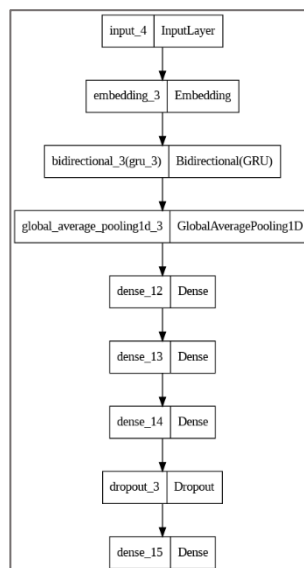 input_4 InputLayer
embedding_3 Embedding
bidirectional_3(gru_3) Bidirectional(GRU)
global_average_pooling1d_3 GlobalAveragePooling1D
dense_12 Dense
dense_13 Dense
dense_14 Dense
dropout_3 Dropout
dense_15 Dense